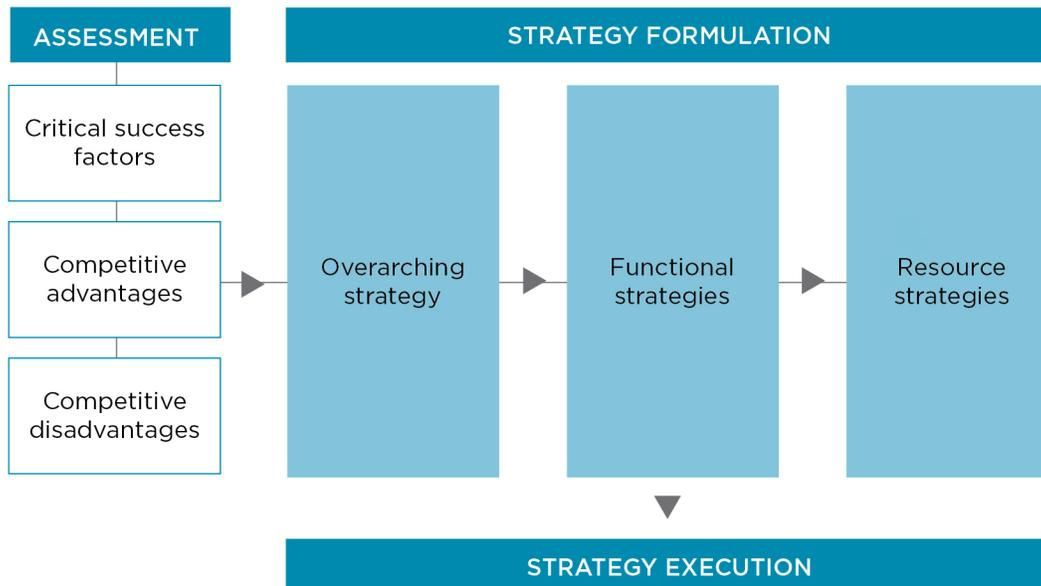 ASSESSMENT
STRATEGY FORMULATION
Critical success
factors
Competitive
advantages
Competitive
disadvantages
Overarching
strategy
Functional
strategies
Resource
strategies
STRATEGY EXECUTION